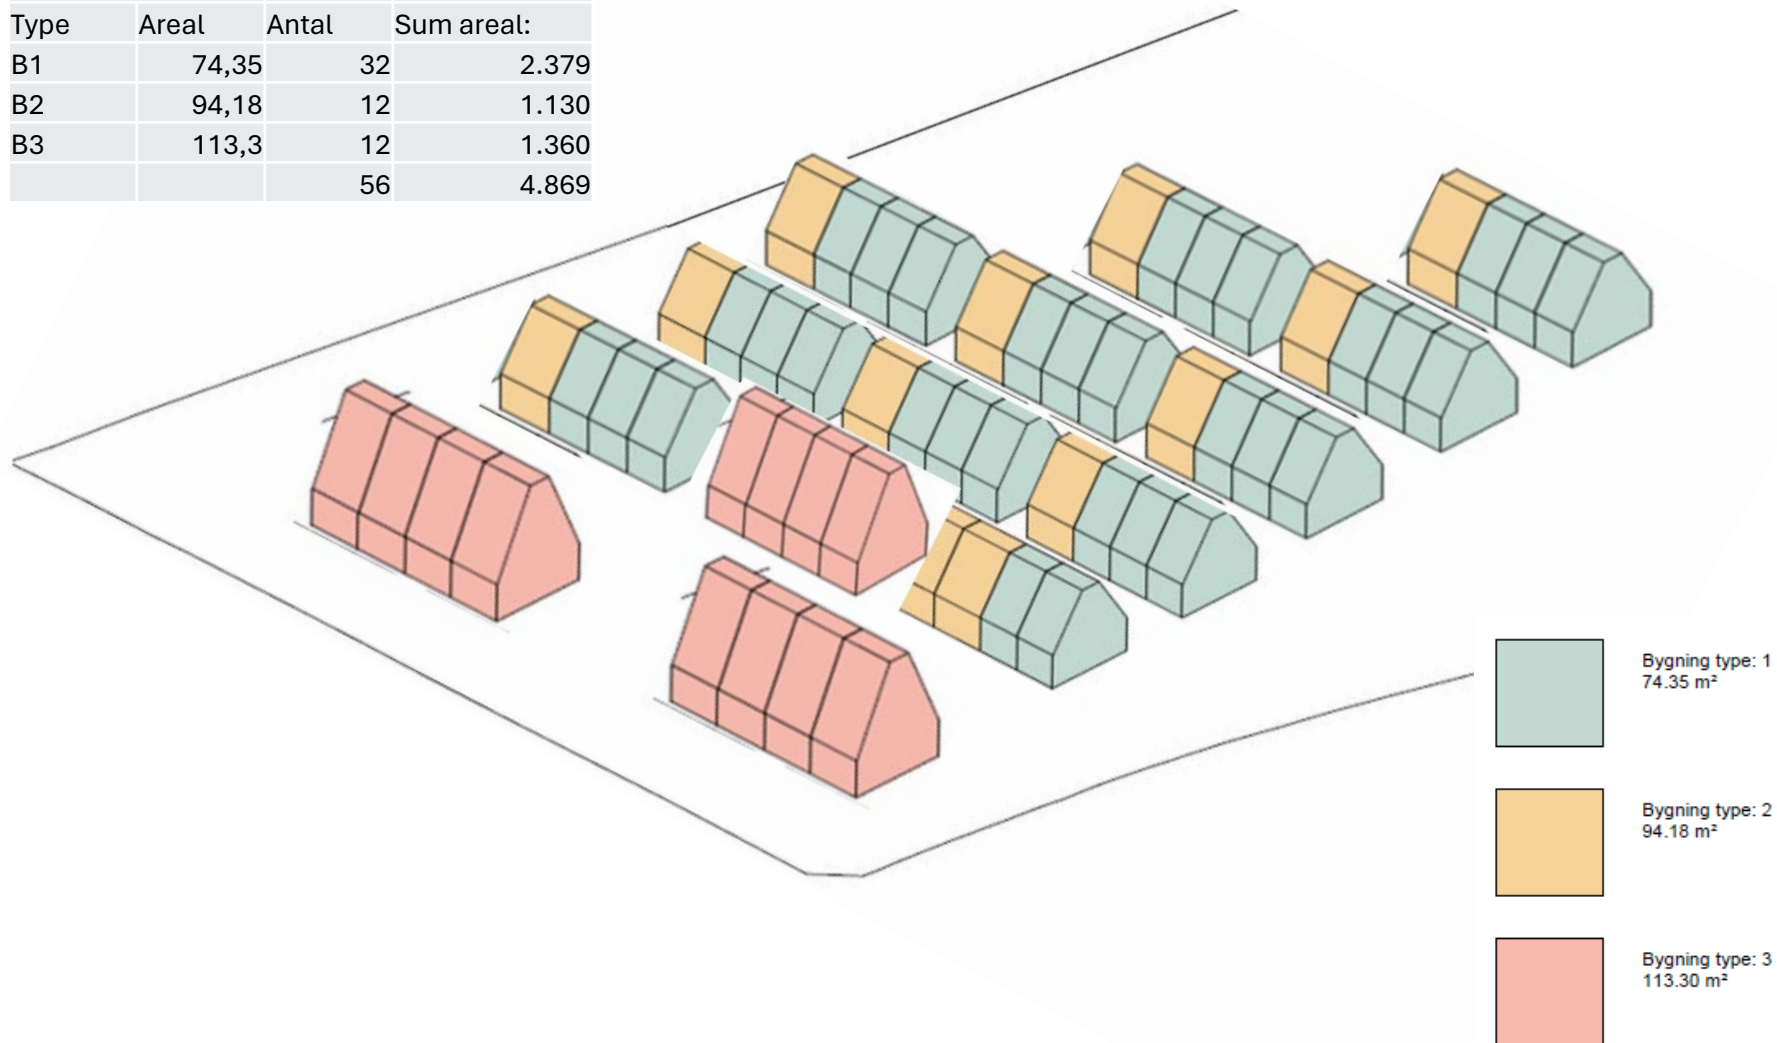 Type Areal Antal Sum areal:
B1 74,35 32 2.379
B2 94,18 12 1.130
B3 113,3 12 1.360
56 4.869
Bygning type: 1
74.35 m²
Bygning type: 2
94.18 m²
Bygning type: 3
113.30 m²